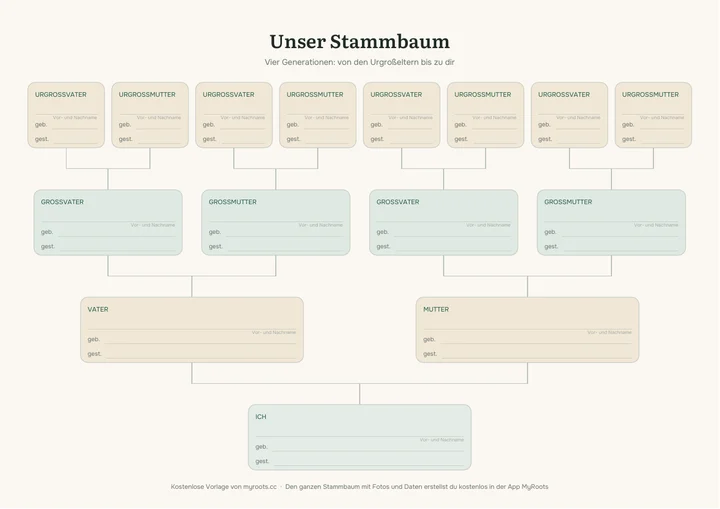 Unser Stammbaum
Vier Generationen: von den Urgroßeltern bis zu dir
URGROSSVATER URGROSSMUTTER URGROSSVATER URGROSSMUTTER URGROSSVATER URGROSSMUTTER URGROSSVATER URGROSSMUTTER
Vor- und Nachname Vor- und Nachname Vor- und Nachname Vor- und Nachname Vor- und Nachname Vor- und Nachname Vor- und Nachname Vor- und Nachname
geb. geb. geb. geb. geb. geb. geb. geb.
gest. gest. gest. gest. gest. gest. gest. gest.
GROSSVATER GROSSMUTTER GROSSVATER GROSSMUTTER
Vor- und Nachname Vor- und Nachname Vor- und Nachname Vor- und Nachname
geb. geb. geb. geb.
gest. gest. gest. gest.
VATER MUTTER
Vor- und Nachname Vor- und Nachname
geb. geb.
gest. gest.
ICH
Vor- und Nachname
geb.
gest.
Kostenlose Vorlage von myroots.cc · Den ganzen Stammbaum mit Fotos und Daten erstellst du kostenlos in der App MyRoots